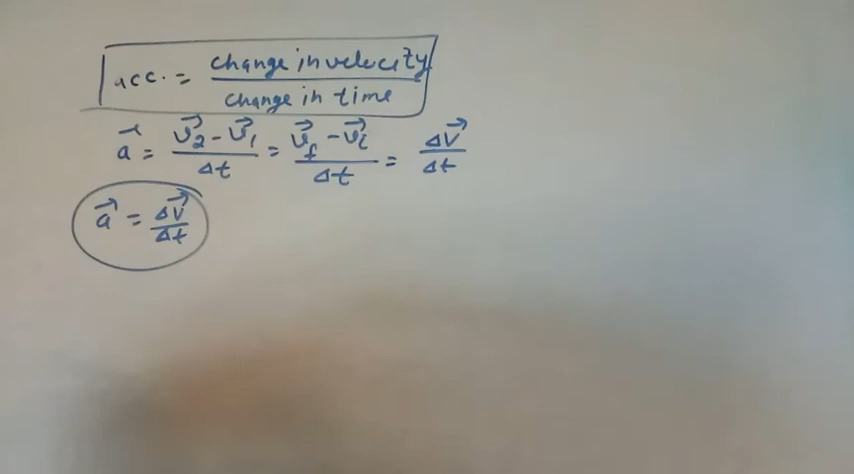 acc. = change in velocity / change in time
a⃗ = v⃗₂ - v⃗₁ / Δt = v⃗f - v⃗i / Δt = Δv⃗ / Δt
a⃗ = Δv⃗ / Δt